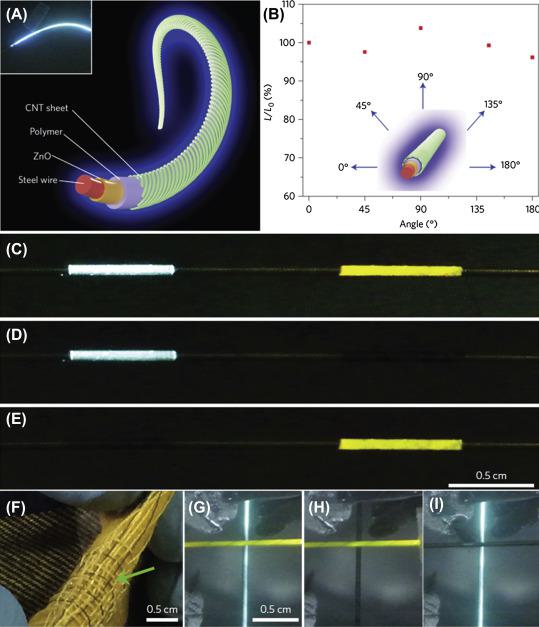 (A)
CNT sheet
Polymer
ZnO
Steel wire
(B)
110
100
90
80
70
60
L/L0 (%)
90°
45°
135°
0°
180°
0
45
90
135
180
Angle (°)
(C)
(D)
(E)
0.5 cm
(F)
0.5 cm
(G)
0.5 cm
(H)
(I)